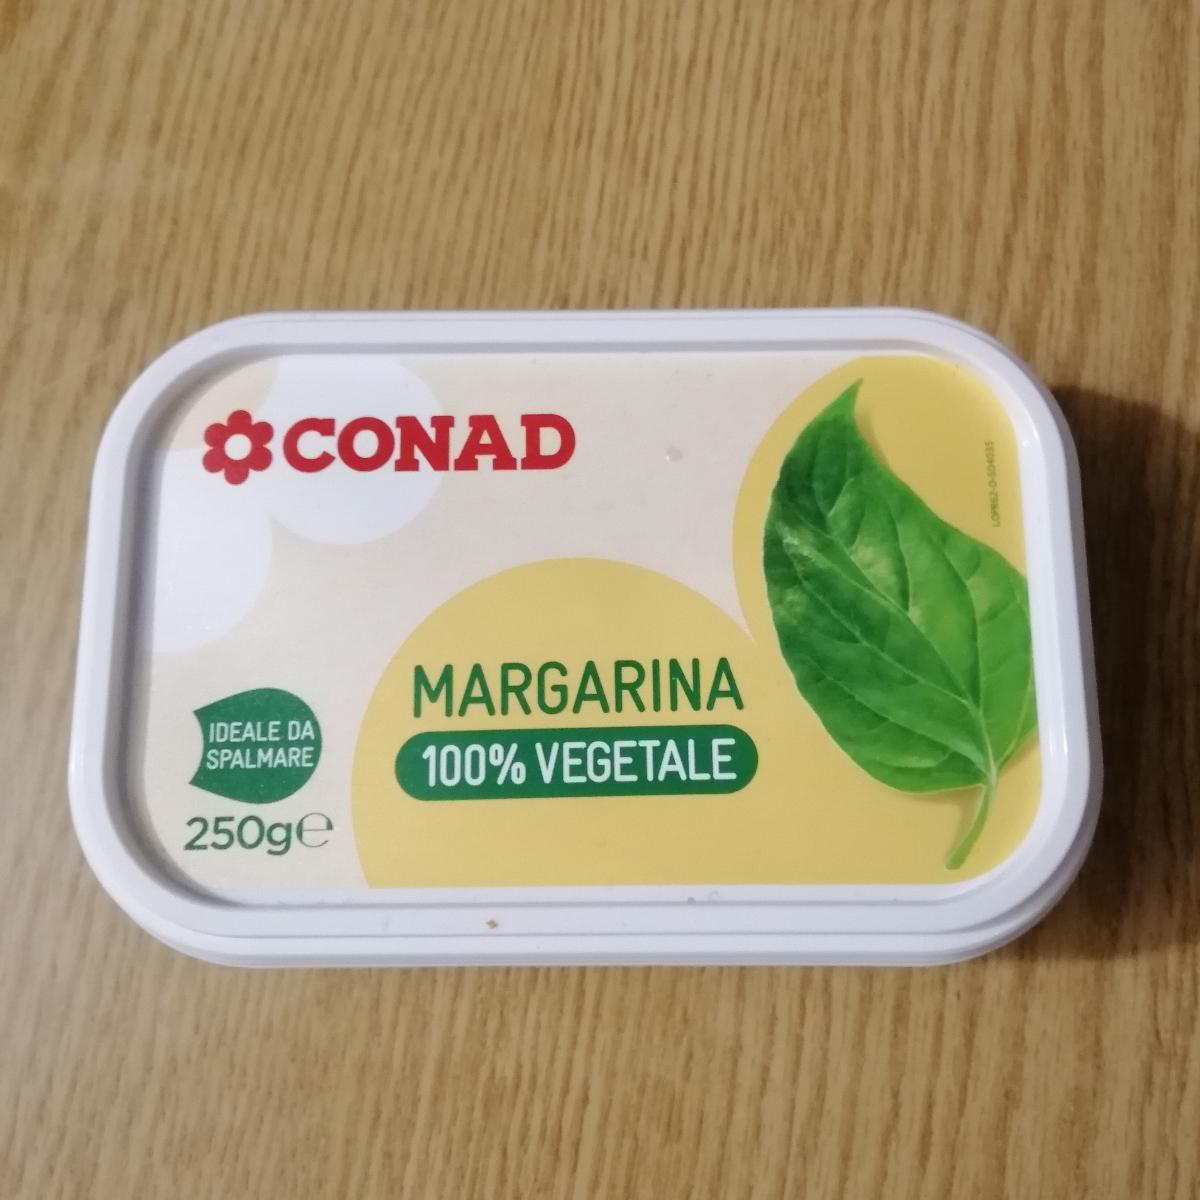 CONAD
MARGARINA
100% VEGETALE
IDEALE DA
SPALMARE
250g℮